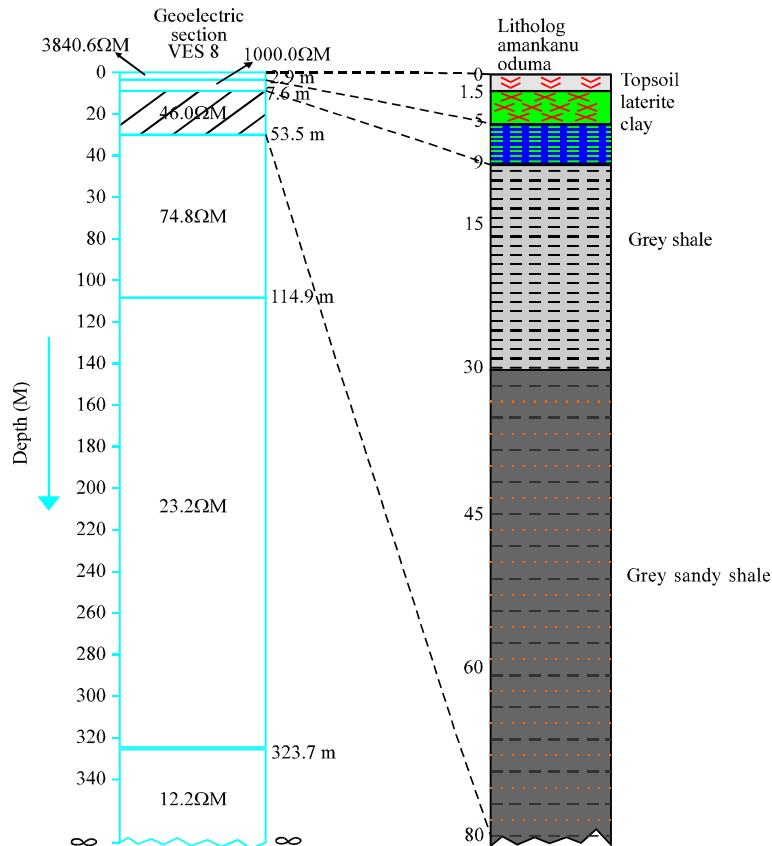 Geoelectric
section
VES 8
3840.6ΩM
1000.0ΩM
0
20
40
30
80
100
120
140
160
180
200
220
240
260
280
300
320
340
∞
∞
Depth (M)
2.9 m
7.6 m
46.0ΩM
53.5 m
74.8ΩM
114.9 m
23.2ΩM
323.7 m
12.2ΩM
Litholog
amankanu
oduma
0
1.5
5
9
15
30
45
60
80
Topsoil
laterite
clay
Grey shale
Grey sandy shale